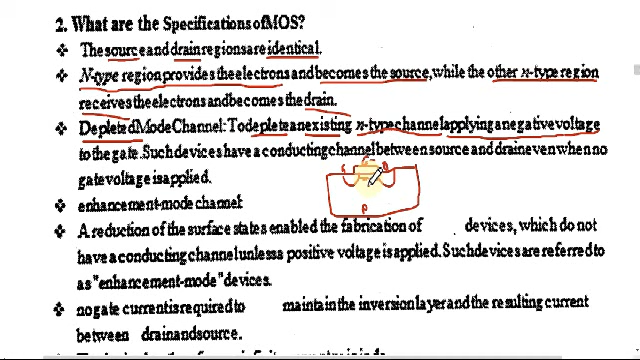 2. What are the Specifications of MOS?
❖ The source and drain regions are identical.
❖ N-type region provides the electrons and becomes the source, while the other n-type region
receives the electrons and becomes the drain.
❖ Depleted Mode Channel: To deplete an existing n-type channel applying a negative voltage
to the gate. Such devices have a conducting channel between source and drain even when no
gate voltage is applied.
S G D
P
❖ enhancement-mode channel
❖ A reduction of the surface states enabled the fabrication of devices, which do not
have a conducting channel unless a positive voltage is applied. Such devices are referred to
as "enhancement-mode" devices.
❖ no gate current is required to maintain the inversion layer and the resulting current
between drain and source.